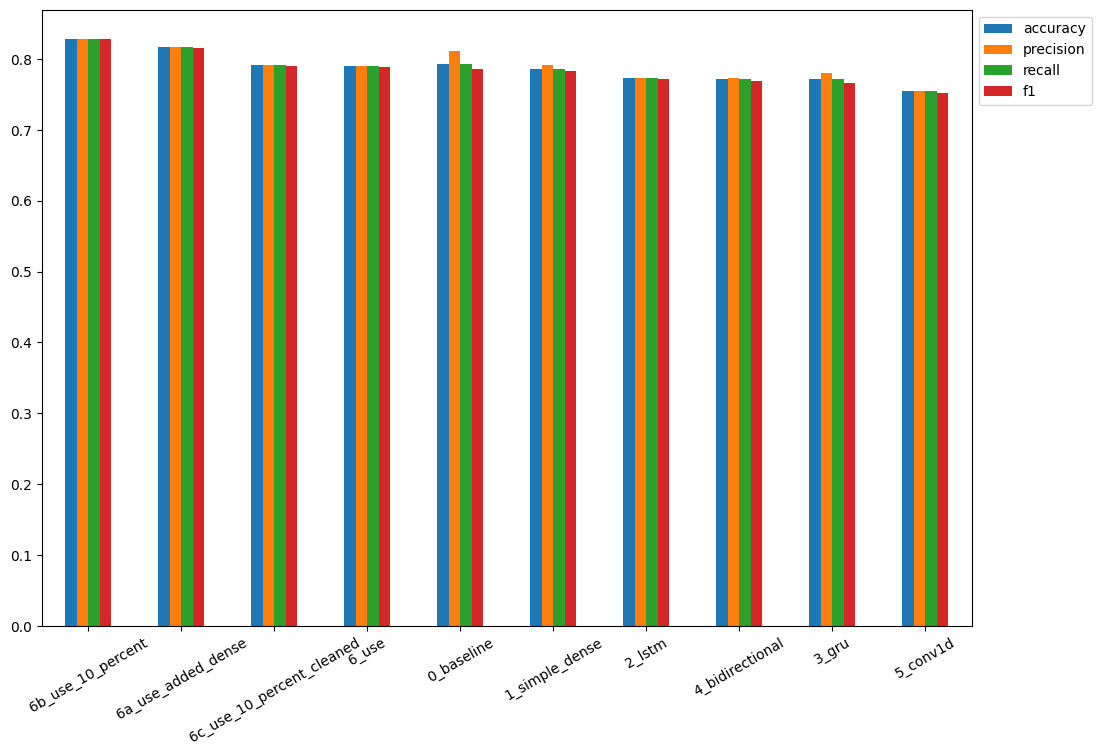 accuracy
precision
recall
f1
0.8
0.7
0.6
0.5
0.4
0.3
0.2
0.1
0.0
6b_use_10_percent
6a_use_added_dense
6c_use_10_percent_cleaned
6_use
0_baseline
1_simple_dense
2_lstm
4_bidirectional
3_gru
5_conv1d